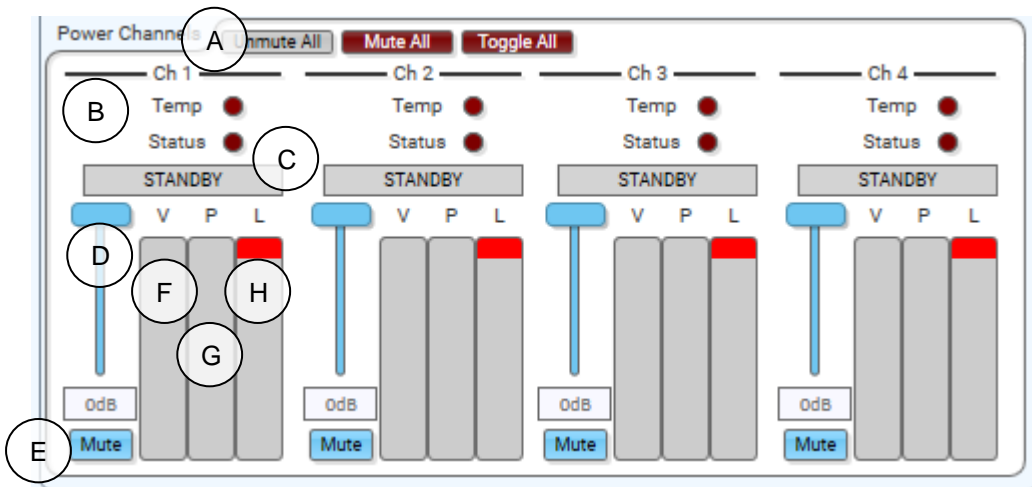 Power Channels A Unmute All Mute All Toggle All
Ch 1 Ch 2 Ch 3 Ch 4
B Temp Temp Temp Temp
Status Status Status Status
C
STANDBY STANDBY STANDBY STANDBY
V P L V P L V P L V P L
D
F H
G
0dB 0dB 0dB 0dB
E Mute Mute Mute Mute